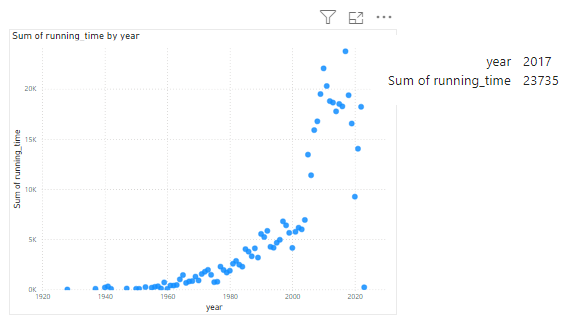 Sum of running_time by year
year 2017
Sum of running_time 23735
20K
15K
10K
5K
0K
Sum of running_time
1920 1940 1960 1980 2000 2020
year